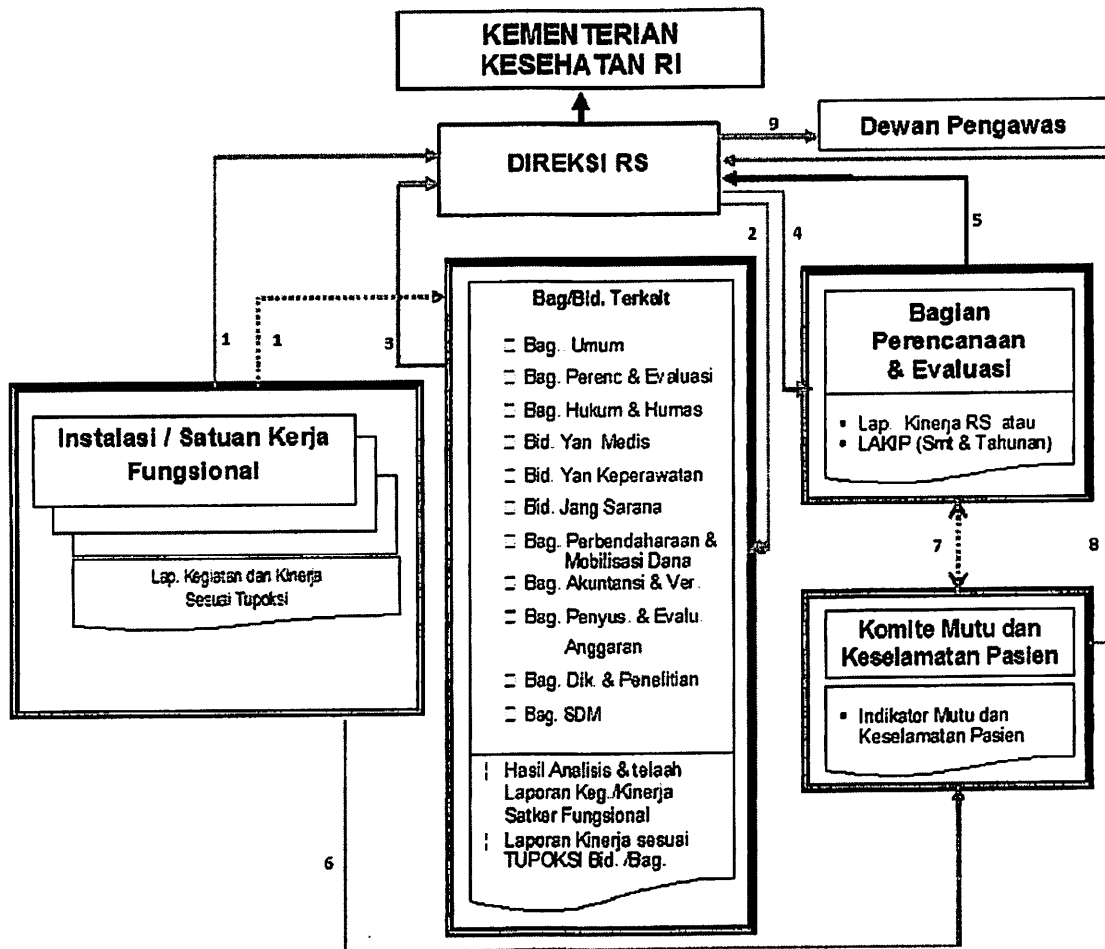 KEMENTERIAN
KESEHATAN RI
9
Dewan Pengawas
DIREKSI RS
2
4
5
1
1
3
Bag/Bid. Terkait
Bag. Umum
Bag. Perenc & Evaluasi
Bag. Hukum & Humas
Bid. Yan Medis
Bid. Yan Keperawatan
Bid. Jang Sarana
Bag. Perbendaharaan &
Mobilisasi Dana
Bag. Akuntansi & Ver.
Bag. Penyus. & Evalu.
Anggaran
Bag. Dik. & Penelitian
Bag. SDM
Hasil Analisis & telaah
Laporan Keg./Kinerja
Satker Fungsional
Laporan Kinerja sesuai
TUPOKSI Bid. /Bag.
Bagian
Perencanaan
& Evaluasi
▪ Lap. Kinerja RS atau
▪ LAKIP (Smt & Tahunan)
Instalasi / Satuan Kerja
Fungsional
Lap. Kegiatan dan Kinerja
Sesuai Tupoksi
7
8
Komite Mutu dan
Keselamatan Pasien
▪ Indikator Mutu dan
Keselamatan Pasien
6